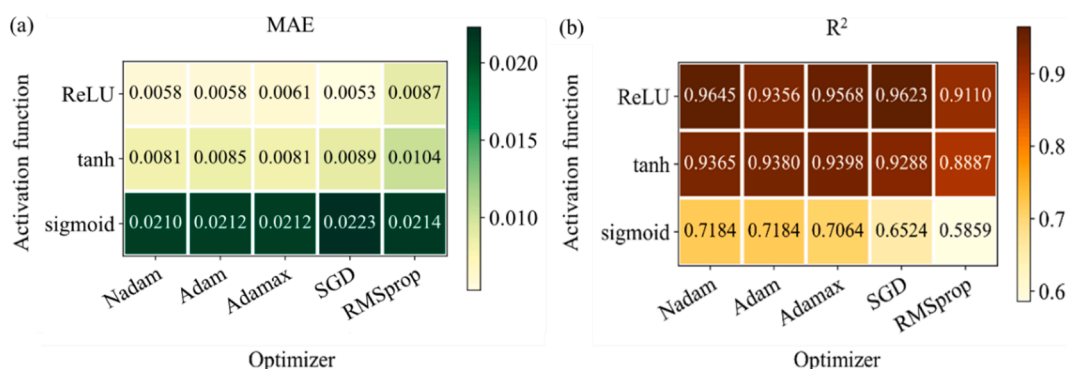 (a)
MAE
Activation function
ReLU 0.0058 0.0058 0.0061 0.0053 0.0087
tanh 0.0081 0.0085 0.0081 0.0089 0.0104
sigmoid 0.0210 0.0212 0.0212 0.0223 0.0214
Nadam Adam Adamax SGD RMSprop
Optimizer
0.020
0.015
0.010
(b)
R²
Activation function
ReLU 0.9645 0.9356 0.9568 0.9623 0.9110
tanh 0.9365 0.9380 0.9398 0.9288 0.8887
sigmoid 0.7184 0.7184 0.7064 0.6524 0.5859
Nadam Adam Adamax SGD RMSprop
Optimizer
0.9
0.8
0.7
0.6